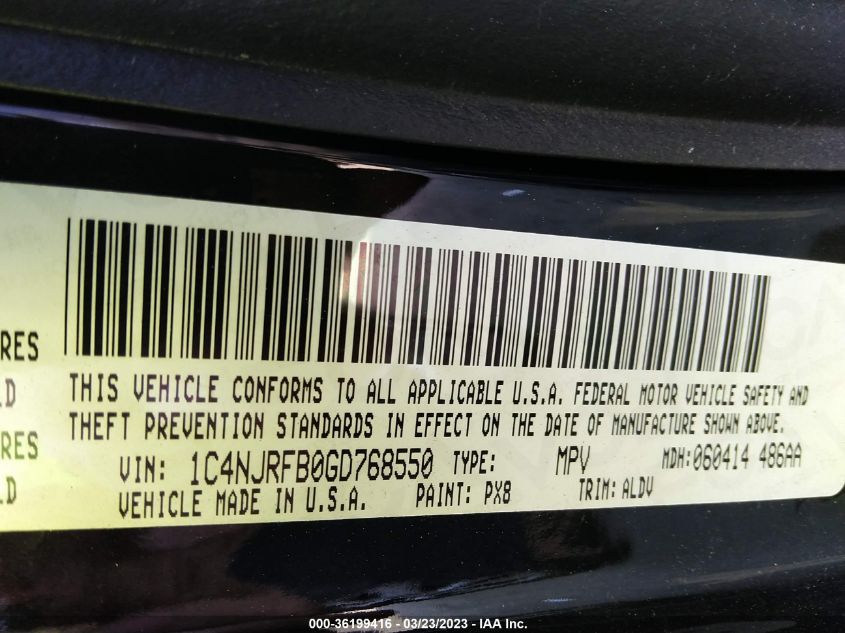 RES
LD
RES
LD
THIS VEHICLE CONFORMS TO ALL APPLICABLE U.S.A. FEDERAL MOTOR VEHICLE SAFETY AND
THEFT PREVENTION STANDARDS IN EFFECT ON THE DATE OF MANUFACTURE SHOWN ABOVE.
VIN: 1C4NJRFB0GD768550 TYPE: MPV MDH:060414 486AA
VEHICLE MADE IN U.S.A. PAINT: PX8 TRIM: ALDV
000-36199416 - 03/23/2023 - IAA Inc.